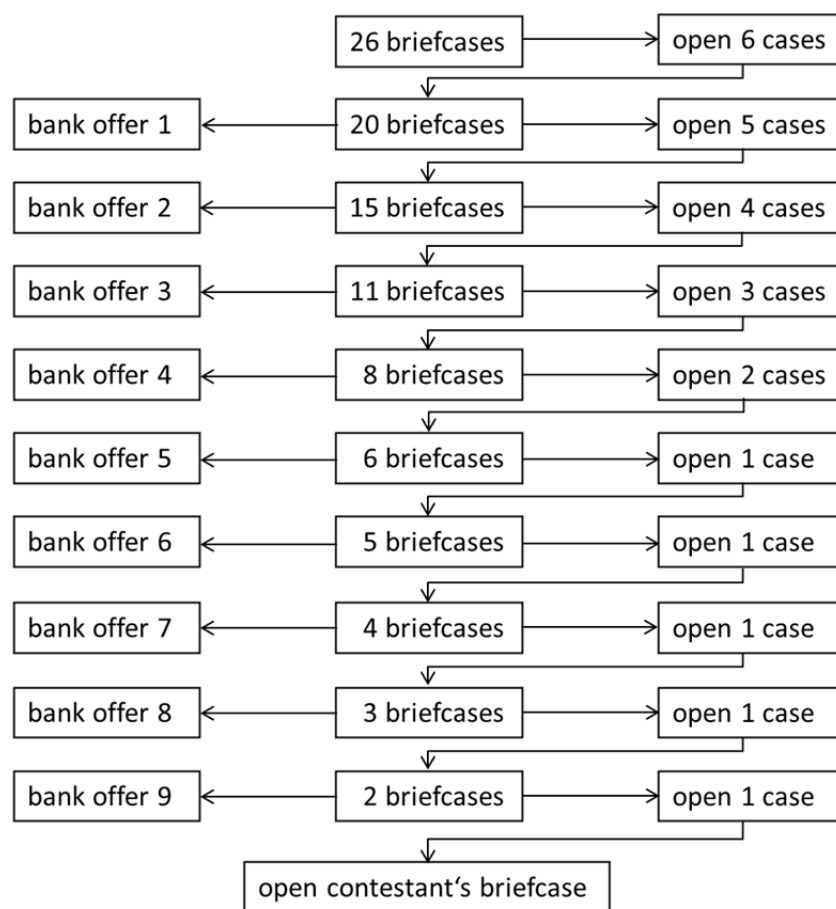 26 briefcases open 6 cases
bank offer 1 20 briefcases open 5 cases
bank offer 2 15 briefcases open 4 cases
bank offer 3 11 briefcases open 3 cases
bank offer 4 8 briefcases open 2 cases
bank offer 5 6 briefcases open 1 case
bank offer 6 5 briefcases open 1 case
bank offer 7 4 briefcases open 1 case
bank offer 8 3 briefcases open 1 case
bank offer 9 2 briefcases open 1 case
open contestant‘s briefcase